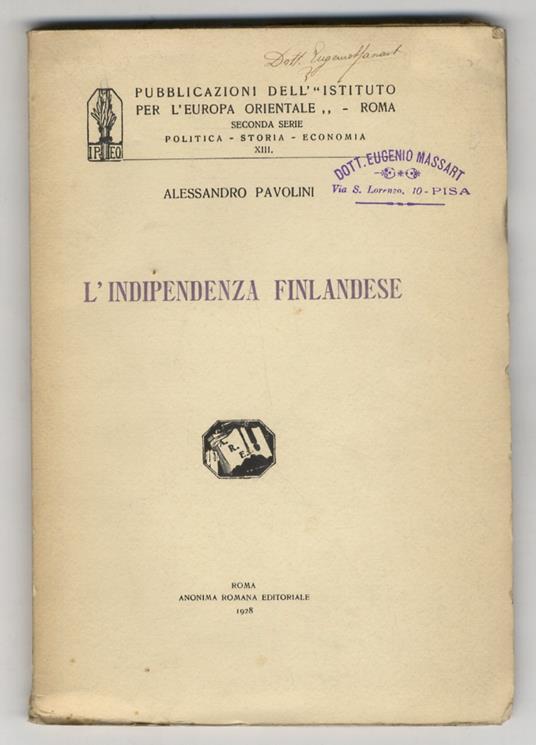 Dott. Eugenio Massart
PUBBLICAZIONI DELL'"ISTITUTO
PER L'EUROPA ORIENTALE ,, - ROMA
SECONDA SERIE
POLITICA - STORIA - ECONOMIA
XIII.
I P EO
DOTT. EUGENIO MASSART
Via S. Lorenzo, 10 - PISA
ALESSANDRO PAVOLINI
L'INDIPENDENZA FINLANDESE
A. R. E.
ROMA
ANONIMA ROMANA EDITORIALE
1928